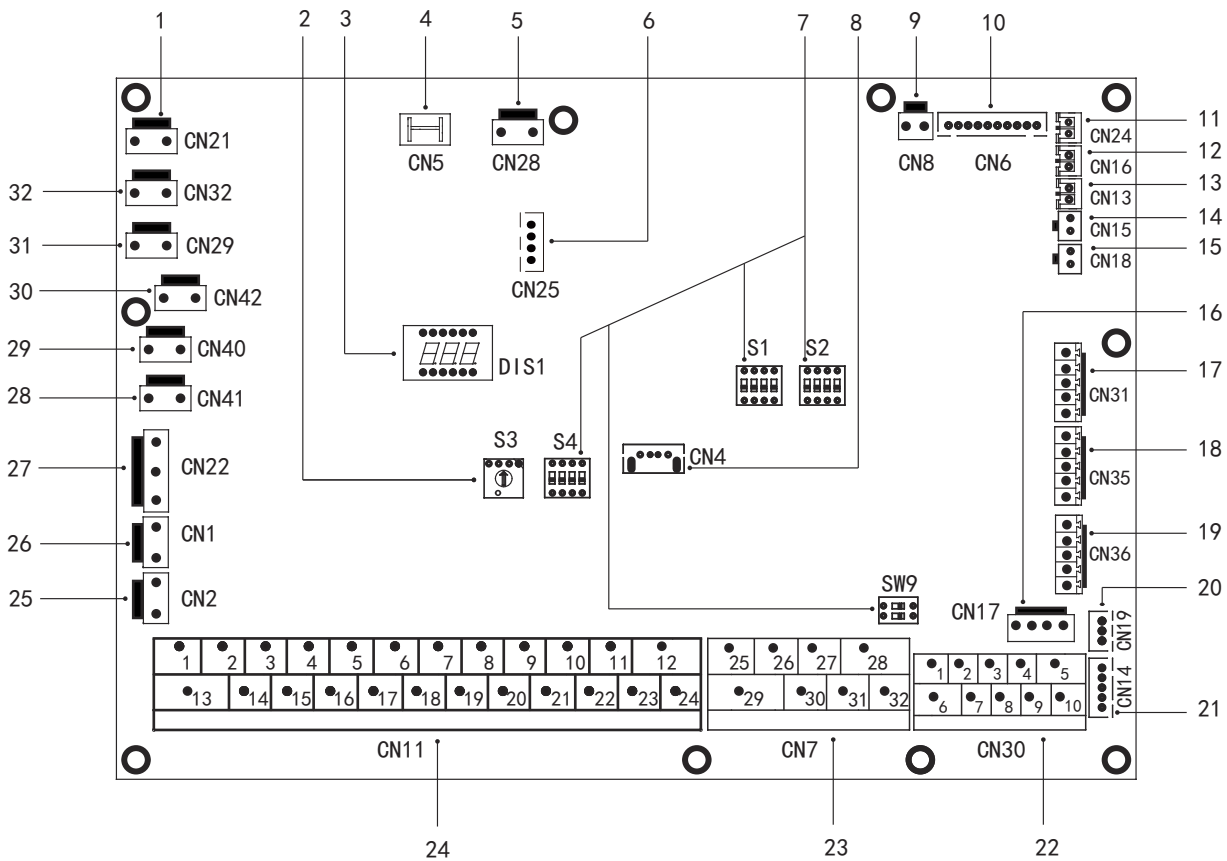 1 2 3 4 5 6 7 8 9 10
CN21
CN5
CN28
CN8
CN6
CN24
11
CN16
12
CN13
13
CN15
14
CN18
15
32
CN32
31
CN29
CN25
30
CN42
16
29
CN40
3
DIS1
S1
S2
CN31
17
28
CN41
27
CN22
S3
S4
CN4
CN35
18
26
CN1
CN36
19
25
CN2
SW9
CN17
CN19
20
1 2 3 4 5 6 7 8 9 10 11 12
25 26 27 28
1 2 3 4 5
13 14 15 16 17 18 19 20 21 22 23 24
29 30 31 32
6 7 8 9 10
CN14
21
CN11
CN7
CN30
24
23
22